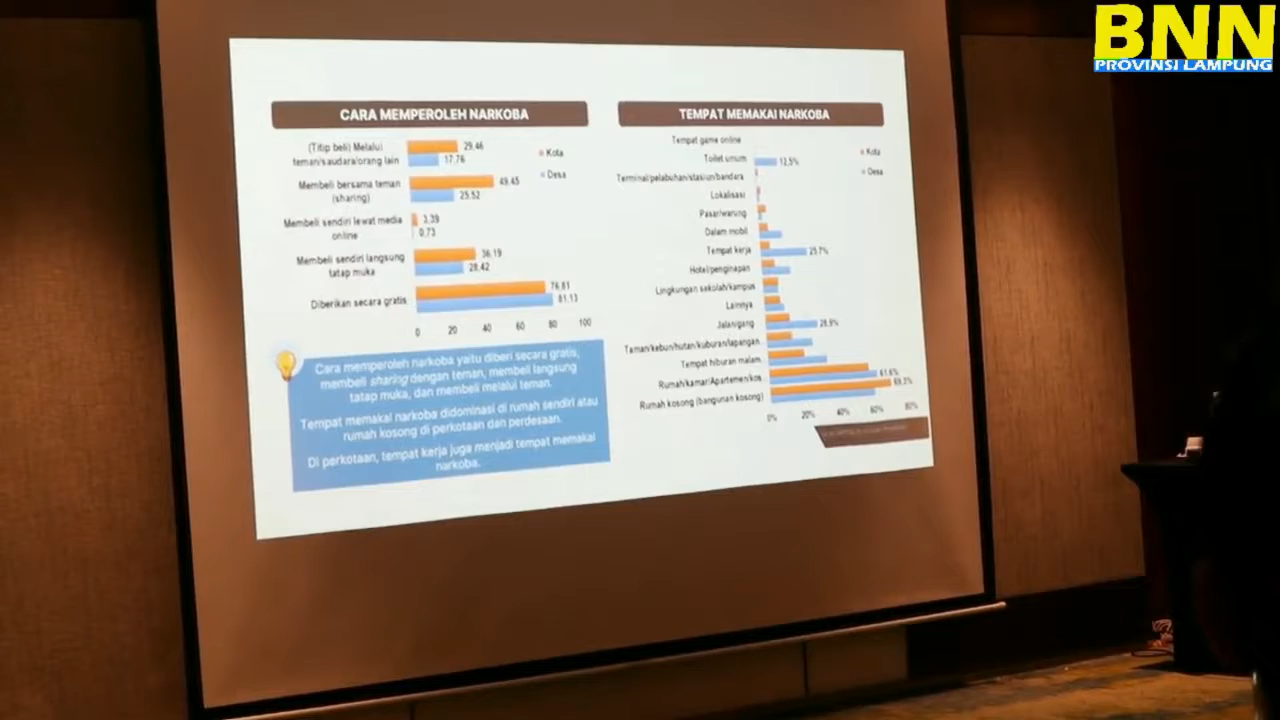 BNN
PROVINSI LAMPUNG
CARA MEMPEROLEH NARKOBA
(Titip beli) Melalui
teman/saudara/orang lain
29,46
17,76
Membeli bersama teman
(sharing)
49,45
25,52
Membeli sendiri lewat media
online
3,39
0,73
Membeli sendiri langsung
tatap muka
36,19
28,42
Diberikan secara gratis
76,81
81,13
0 20 40 60 80 100
Kota
Desa
Cara memperoleh narkoba yaitu diberi secara gratis,
membeli sharing dengan teman, membeli langsung
tatap muka, dan membeli melalui teman.
Tempat memakai narkoba didominasi di rumah sendiri atau
rumah kosong di perkotaan dan perdesaan.
Di perkotaan, tempat kerja juga menjadi tempat memakai
narkoba.
TEMPAT MEMAKAI NARKOBA
Tempat game online
Toilet umum
12,5%
Terminal/pelabuhan/stasiun/bandara
Lokalisasi
Pasar/warung
Dalam mobil
Tempat kerja
25,7%
Hotel/penginapan
Lingkungan sekolah/kampus
Lainnya
Jalan/gang
28,9%
Taman/kebun/hutan/kuburan/lapangan
Tempat hiburan malam
Rumah/kamar/Apartemen/kos
61,6%
Rumah kosong (bangunan kosong)
69,3%
0% 20% 40% 60% 80%
Kota
Desa